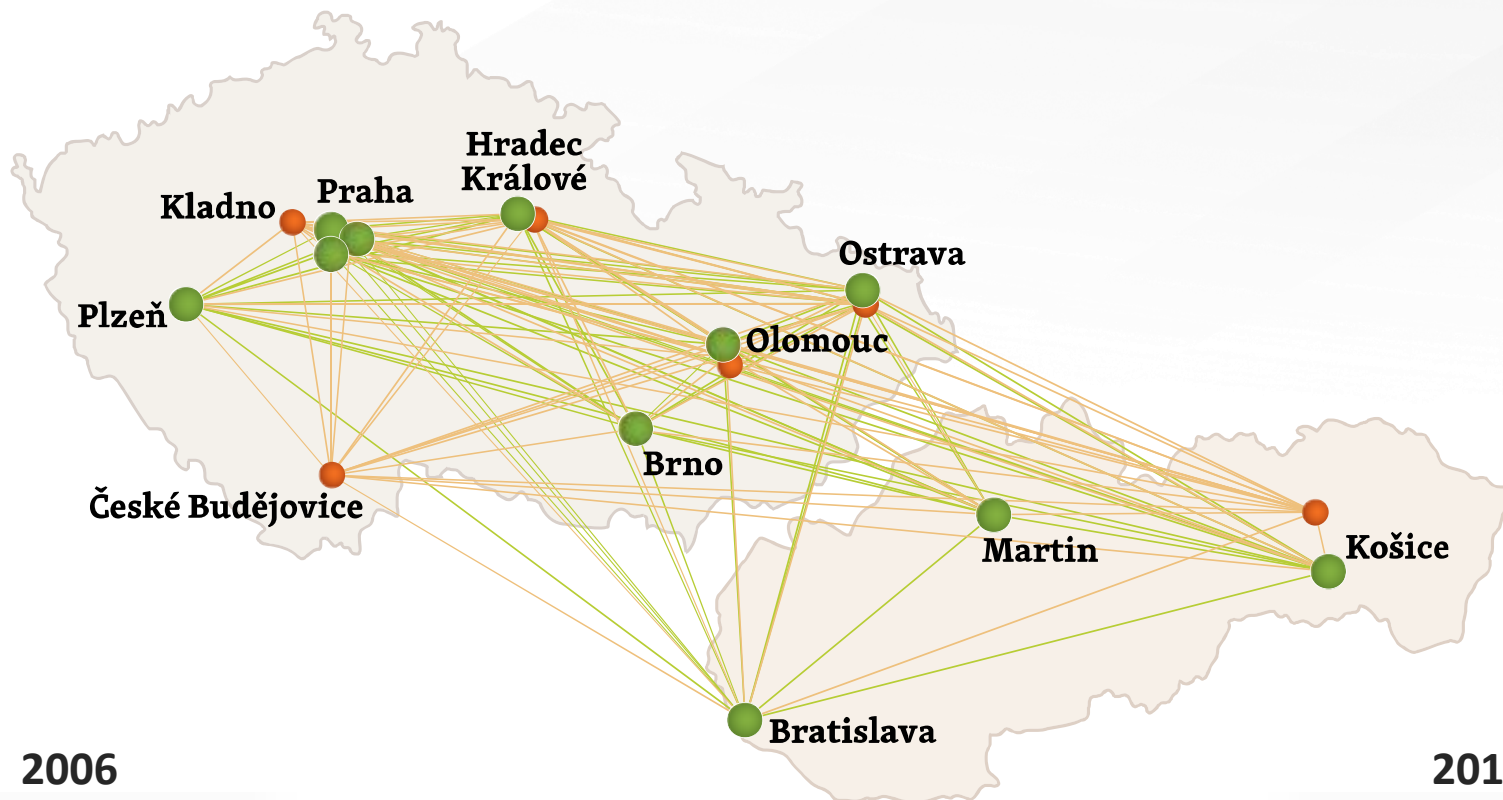 Hradec
Králové
Praha
Kladno
Ostrava
Plzeň
Olomouc
Brno
České Budějovice
Martin
Košice
Bratislava
2006
201